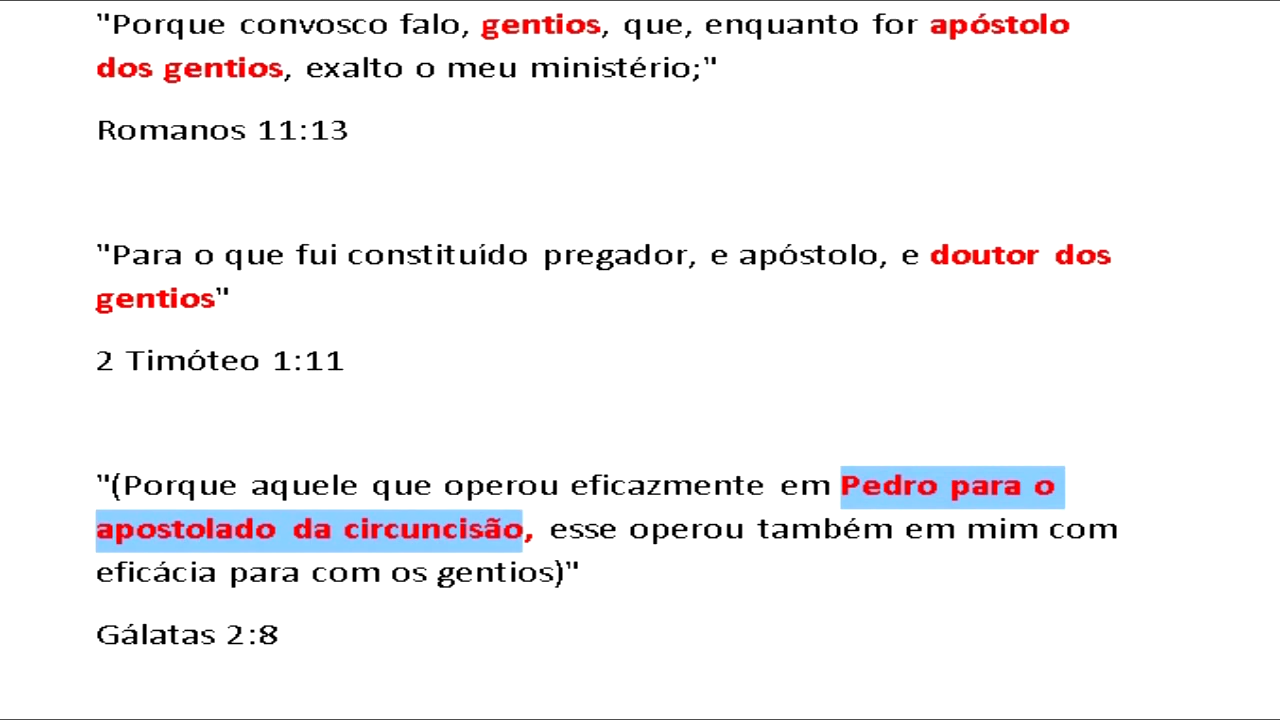 "Porque convosco falo, gentios, que, enquanto for apóstolo
dos gentios, exalto o meu ministério;"
Romanos 11:13
"Para o que fui constituído pregador, e apóstolo, e doutor dos
gentios"
2 Timóteo 1:11
"(Porque aquele que operou eficazmente em Pedro para o
apostolado da circuncisão, esse operou também em mim com
eficácia para com os gentios)"
Gálatas 2:8